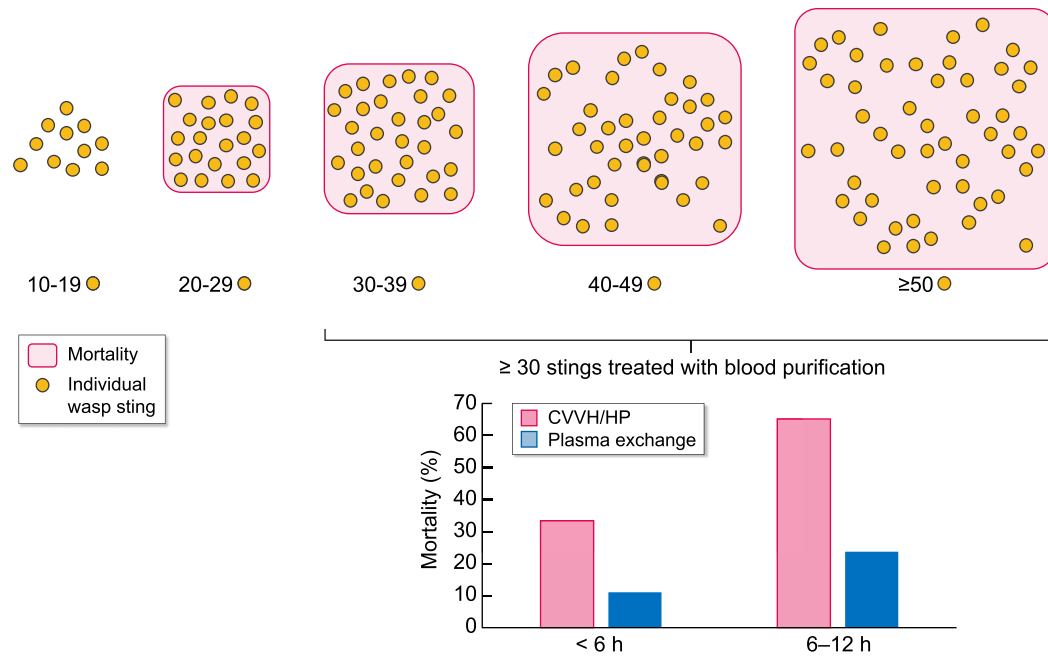 10-19
20-29
30-39
40-49
≥50
Mortality
Individual
wasp sting
≥ 30 stings treated with blood purification
70
60
50
40
30
20
10
0
Mortality (%)
CVVH/HP
Plasma exchange
< 6 h
6–12 h